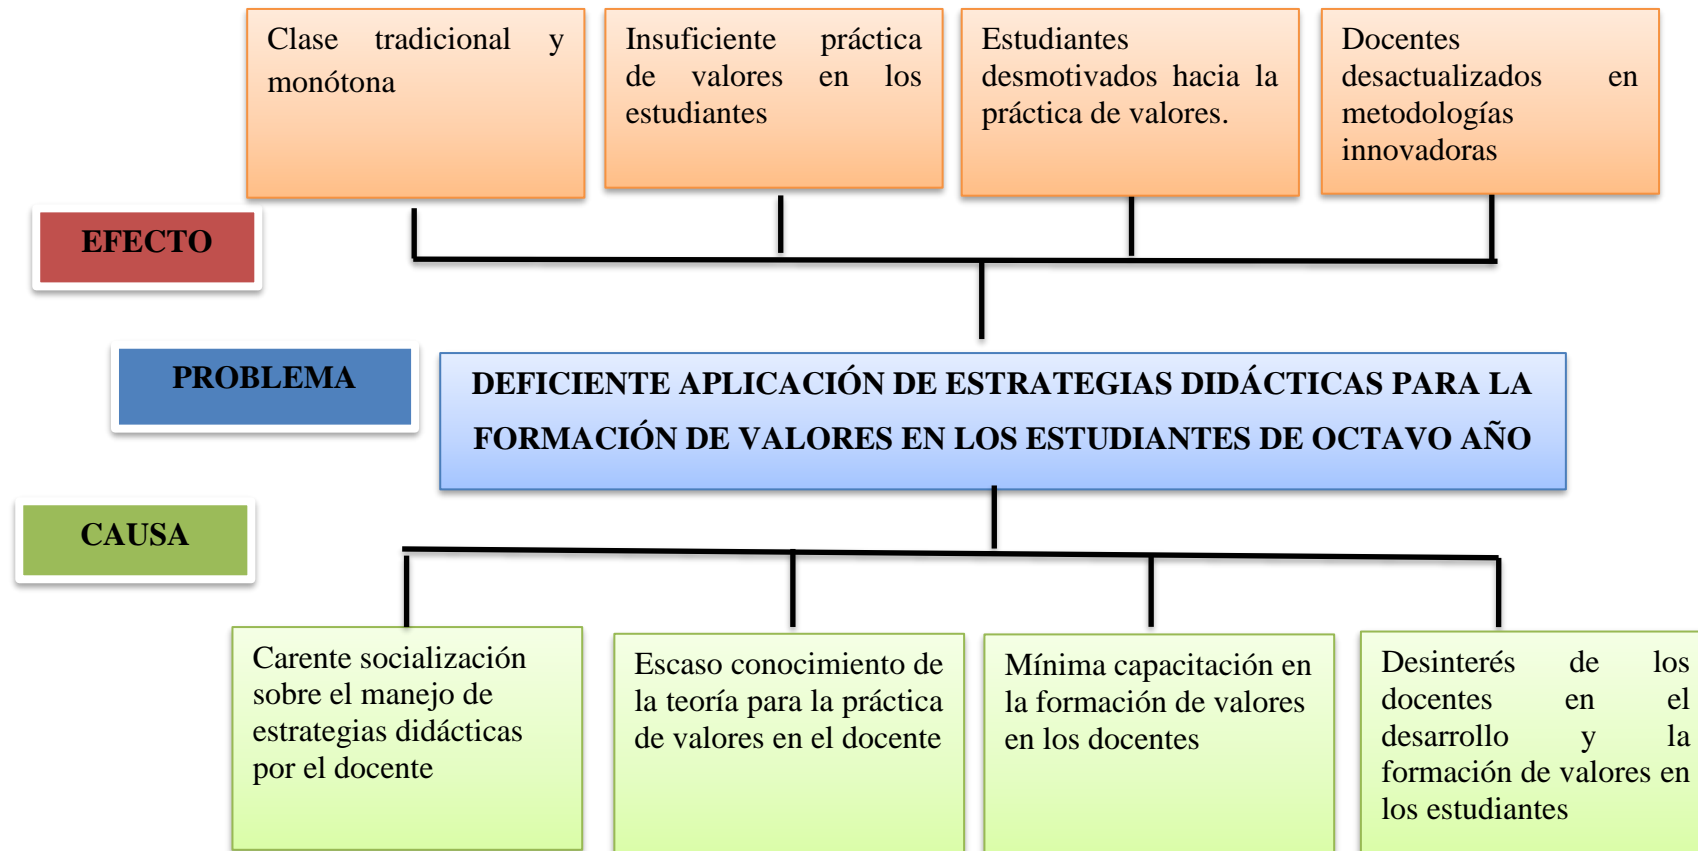 Clase tradicional y
monótona
Insuficiente práctica
de valores en los
estudiantes
Estudiantes
desmotivados hacia la
práctica de valores.
Docentes
desactualizados en
metodologías
innovadoras
EFECTO
PROBLEMA
DEFICIENTE APLICACIÓN DE ESTRATEGIAS DIDÁCTICAS PARA LA
FORMACIÓN DE VALORES EN LOS ESTUDIANTES DE OCTAVO AÑO
CAUSA
Carente socialización
sobre el manejo de
estrategias didácticas
por el docente
Escaso conocimiento de
la teoría para la práctica
de valores en el docente
Mínima capacitación en
la formación de valores
en los docentes
Desinterés de los
docentes en el
desarrollo y la
formación de valores en
los estudiantes